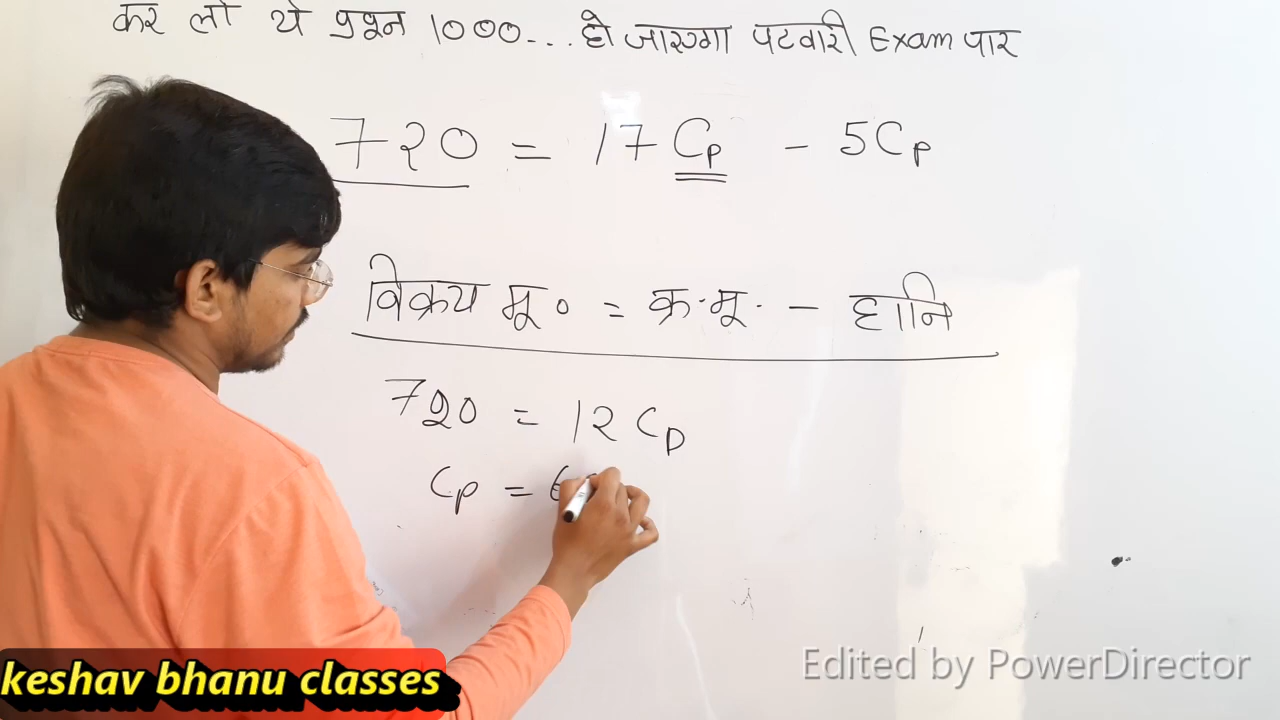 कर लो ये प्रश्न 1000... हो जाएगा पटवारी Exam पार
720 = 17 Cp - 5Cp
विक्रय मू० = क्र.मू. - हानि
720 = 12 Cp
Cp = 6
keshav bhanu classes
Edited by PowerDirector